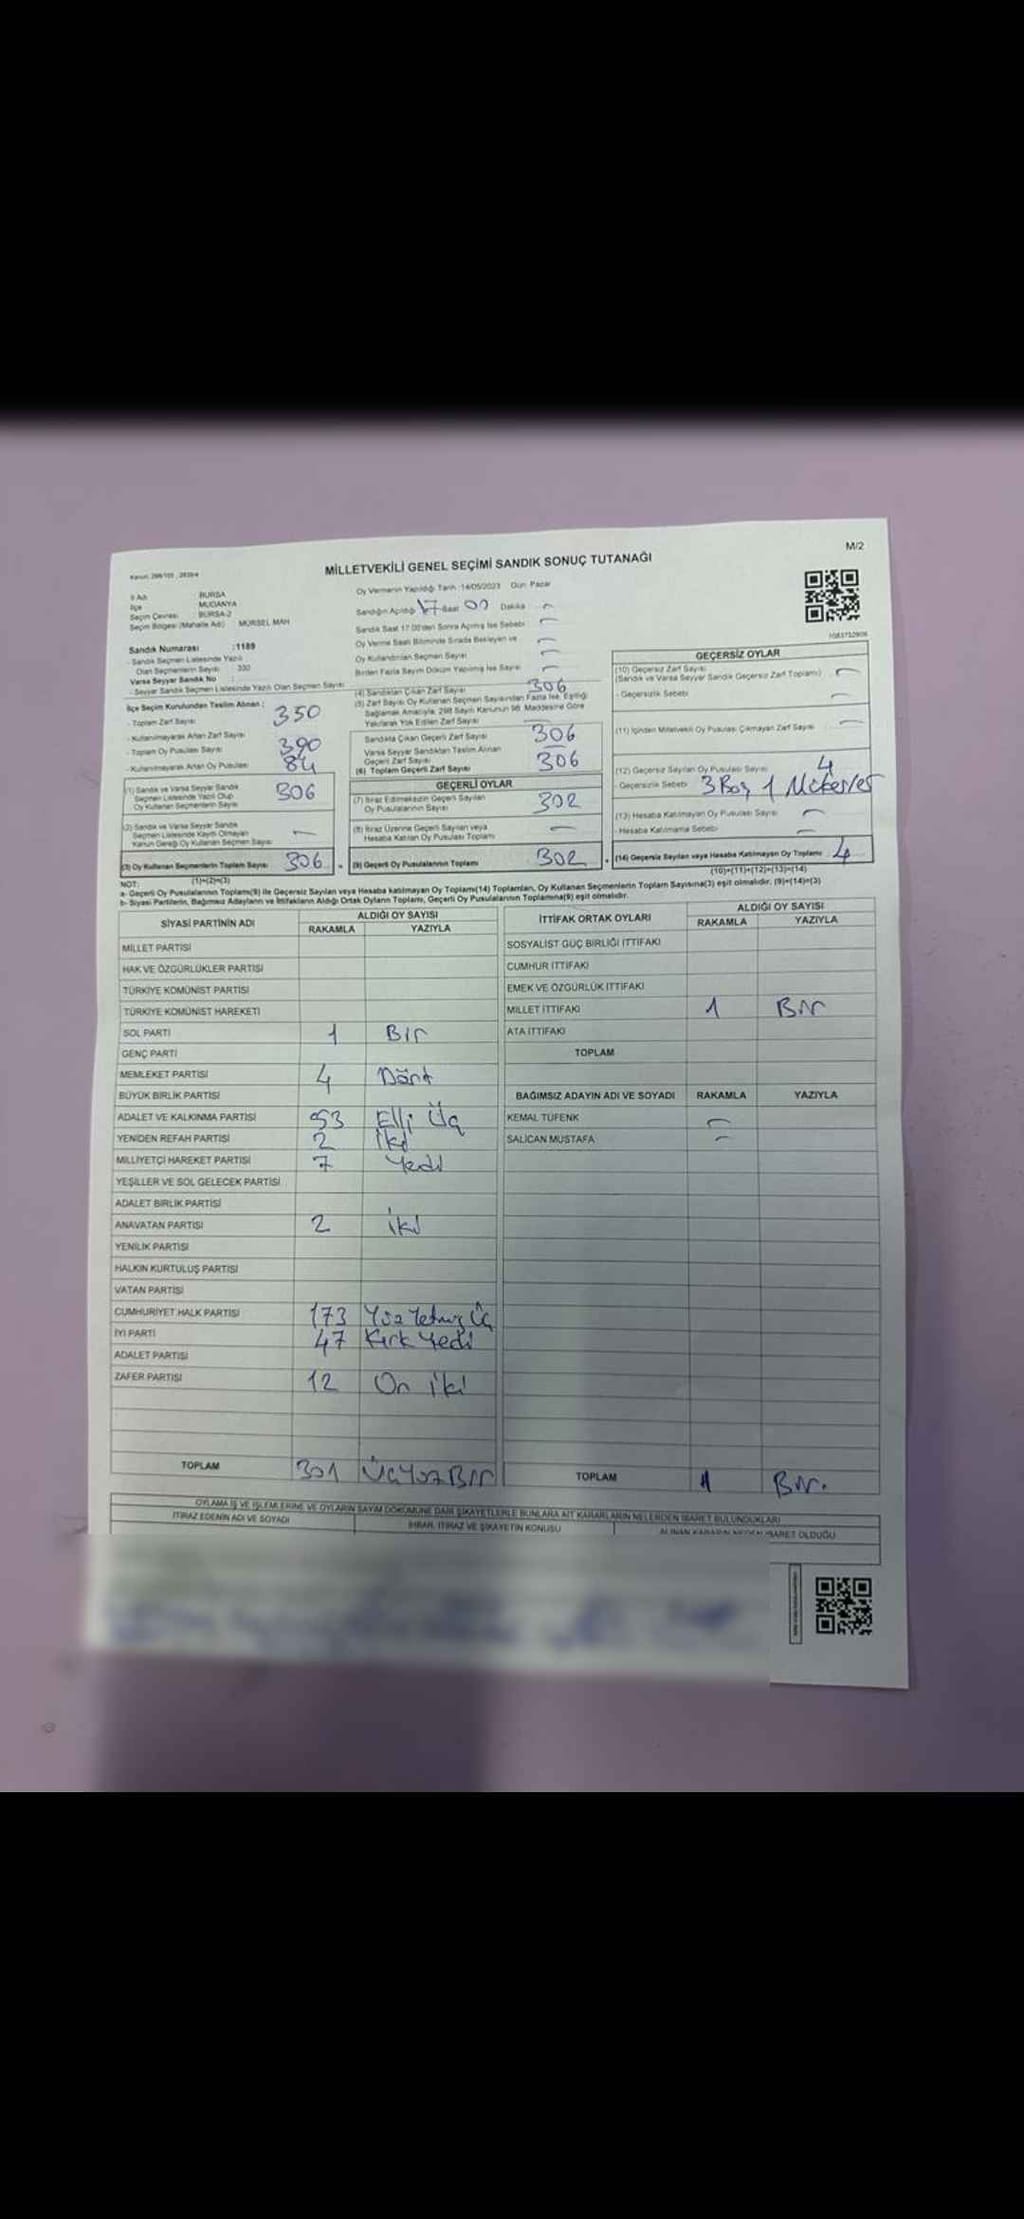 M/2
Kanun: 298/105 , 2839/4
MİLLETVEKİLİ GENEL SEÇİMİ SANDIK SONUÇ TUTANAĞI
İl Adı : BURSA
İlçe : MUDANYA
Seçim Çevresi : BURSA-2
Seçim Bölgesi (Mahalle Adı) : MÜRSEL MAH
Sandık Numarası :1189
- Sandık Seçmen Listesinde Yazılı
Olan Seçmenlerin Sayısı : 330
Varsa Seyyar Sandık No :
- Seyyar Sandık Seçmen Listesinde Yazılı Olan Seçmen Sayısı
İlçe Seçim Kurulundan Teslim Alınan :
- Toplam Zarf Sayısı 350
- Kullanılmayarak Artan Zarf Sayısı
- Toplam Oy Pusulası Sayısı 390
- Kullanılmayarak Artan Oy Pusulası 84
(1) Sandık ve Varsa Seyyar Sandık
Seçmen Listesinde Yazılı Olup
Oy Kullanan Seçmenlerin Sayısı 306
(2) Sandık ve Varsa Seyyar Sandık
Seçmen Listesinde Kayıtlı Olmayan
Kanun Gereği Oy Kullanan Seçmen Sayısı -
(3) Oy Kullanan Seçmenlerin Toplam Sayısı 306
(1)+(2)=(3)
Oy Vermenin Yapıldığı Tarih :14/05/2023 Gün: Pazar
Sandığın Açıldığı 17 Saat 00 Dakika -
Sandık Saat 17.00'den Sonra Açılmış İse Sebebi -
Oy Verme Saati Bitiminde Sırada Bekleyen ve
Oy Kullandırılan Seçmen Sayısı -
Birden Fazla Sayım Döküm Yapılmış İse Sayısı -
(4) Sandıktan Çıkan Zarf Sayısı 306
(5) Zarf Sayısı Oy Kullanan Seçmen Sayısından Fazla İse, Eşitliği
Sağlamak Amacıyla, 298 Sayılı Kanunun 98. Maddesine Göre
Yakılarak Yok Edilen Zarf Sayısı -
Sandıkta Çıkan Geçerli Zarf Sayısı 306
Varsa Seyyar Sandıktan Teslim Alınan
Geçerli Zarf Sayısı -
(6) Toplam Geçerli Zarf Sayısı 306
GEÇERLİ OYLAR
(7) İtiraz Edilmeksizin Geçerli Sayılan
Oy Pusulalarının Sayısı 302
(8) İtiraz Üzerine Geçerli Sayılan veya
Hesaba Katılan Oy Pusulası Toplamı -
(9) Geçerli Oy Pusulalarının Toplamı 302
1083752906
GEÇERSİZ OYLAR
(10) Geçersiz Zarf Sayısı
(Sandık ve Varsa Seyyar Sandık Geçersiz Zarf Toplamı) -
- Geçersizlik Sebebi -
(11) İçinden Milletvekili Oy Pusulası Çıkmayan Zarf Sayısı -
(12) Geçersiz Sayılan Oy Pusulası Sayısı 4
- Geçersizlik Sebebi 3 Boş 1 Mükerrer
(13) Hesaba Katılmayan Oy Pusulası Sayısı -
- Hesaba Katılmama Sebebi -
(14) Geçersiz Sayılan veya Hesaba Katılmayan Oy Toplamı 4
(10)+(11)+(12)+(13)=(14)
NOT:
a- Geçerli Oy Pusulalarının Toplamı(9) ile Geçersiz Sayılan veya Hesaba katılmayan Oy Toplamı(14) Toplamları, Oy Kullanan Seçmenlerin Toplam Sayısına(3) eşit olmalıdır. (9)+(14)=(3)
b- Siyasi Partilerin, Bağımsız Adayların ve İttifakların Aldığı Ortak Oyların Toplamı, Geçerli Oy Pusulalarının Toplamına(9) eşit olmalıdır.
SİYASİ PARTİNİN ADI ALDIĞI OY SAYISI
RAKAMLA YAZIYLA
MİLLET PARTİSİ
HAK VE ÖZGÜRLÜKLER PARTİSİ
TÜRKİYE KOMÜNİST PARTİSİ
TÜRKİYE KOMÜNİST HAREKETİ
SOL PARTİ 1 Bir
GENÇ PARTİ
MEMLEKET PARTİSİ 4 Dört
BÜYÜK BİRLİK PARTİSİ
ADALET VE KALKINMA PARTİSİ 53 Elli Üç
YENİDEN REFAH PARTİSİ 2 İki
MİLLİYETÇİ HAREKET PARTİSİ 7 Yedi
YEŞİLLER VE SOL GELECEK PARTİSİ
ADALET BİRLİK PARTİSİ
ANAVATAN PARTİSİ 2 İki
YENİLİK PARTİSİ
HALKIN KURTULUŞ PARTİSİ
VATAN PARTİSİ
CUMHURİYET HALK PARTİSİ 173 Yüz Yetmiş Üç
İYİ PARTİ 47 Kırk Yedi
ADALET PARTİSİ
ZAFER PARTİSİ 12 On İki
TOPLAM 301 Üç Yüz Bir
İTTİFAK ORTAK OYLARI ALDIĞI OY SAYISI
RAKAMLA YAZIYLA
SOSYALİST GÜÇ BİRLİĞİ İTTİFAKI
CUMHUR İTTİFAKI
EMEK VE ÖZGÜRLÜK İTTİFAKI
MİLLET İTTİFAKI 1 Bir
ATA İTTİFAKI
TOPLAM
BAĞIMSIZ ADAYIN ADI VE SOYADI RAKAMLA YAZIYLA
KEMAL TÜFENK -
SALİCAN MUSTAFA -
TOPLAM 1 Bir.
OYLAMA İŞ VE İŞLEMLERİNE VE OYLARIN SAYIM DÖKÜMÜNE DAİR ŞİKAYETLERLE BUNLARA AİT KARARLARIN NELERDEN İBARET BULUNDUKLARI
İTİRAZ EDENİN ADI VE SOYADI İHBAR, İTİRAZ VE ŞİKAYETİN KONUSU ALINAN KARARIN NEDEN İBARET OLDUĞU